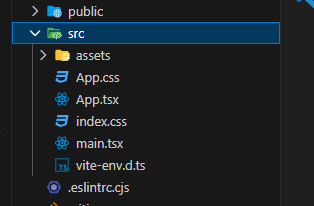 public
src
assets
App.css
App.tsx
index.css
main.tsx
vite-env.d.ts
.eslintrc.cjs